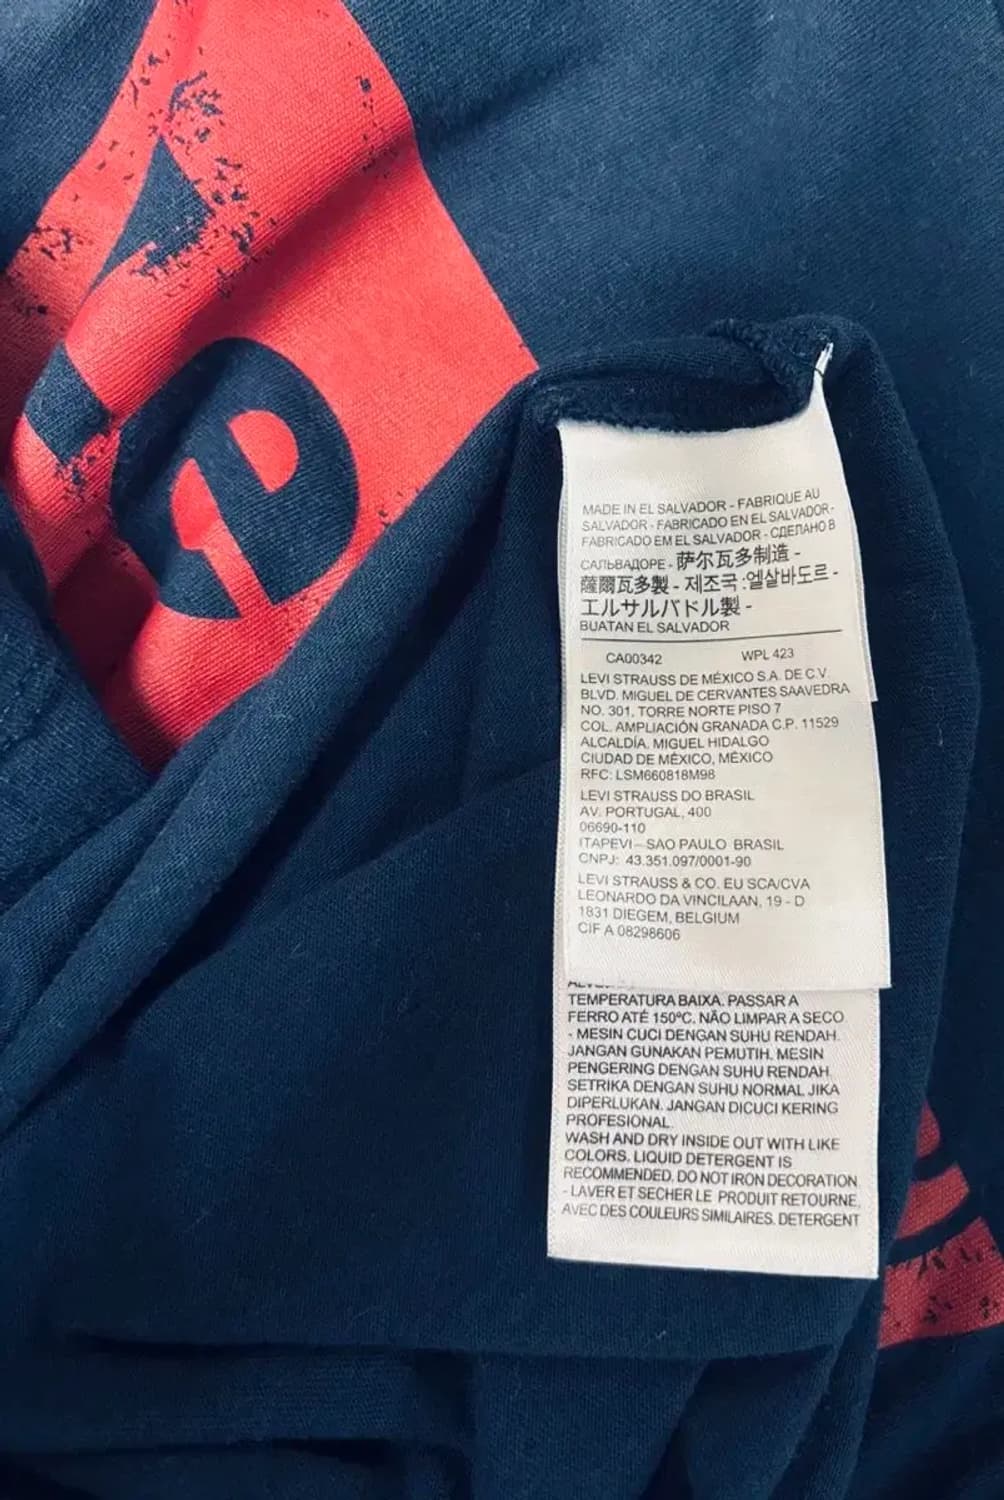 e
MADE IN EL SALVADOR - FABRIQUE AU
SALVADOR - FABRICADO EN EL SALVADOR-
FABRICADO EM EL SALVADOR - СДЕЛАНО В
САЛЬВАДОРЕ - 萨尔瓦多制造 -
薩爾瓦多製 - 제조국 :엘살바도르 -
エルサルバドル製 -
BUATAN EL SALVADOR
CA00342 WPL 423
LEVI STRAUSS DE MÉXICO S.A. DE C.V.
BLVD. MIGUEL DE CERVANTES SAAVEDRA
NO. 301, TORRE NORTE PISO 7
COL. AMPLIACIÓN GRANADA C.P. 11529
ALCALDÍA. MIGUEL HIDALGO
CIUDAD DE MÉXICO, MÉXICO
RFC: LSM660818M98
LEVI STRAUSS DO BRASIL
AV. PORTUGAL, 400
06690-110
ITAPEVI – SAO PAULO BRASIL
CNPJ: 43.351.097/0001-90
LEVI STRAUSS & CO. EU SCA/CVA
LEONARDO DA VINCILAAN, 19 - D
1831 DIEGEM, BELGIUM
CIF A 08298606
TEMPERATURA BAIXA. PASSAR A
FERRO ATÉ 150ºC. NÃO LIMPAR A SECO
- MESIN CUCI DENGAN SUHU RENDAH.
JANGAN GUNAKAN PEMUTIH. MESIN
PENGERING DENGAN SUHU RENDAH.
SETRIKA DENGAN SUHU NORMAL JIKA
DIPERLUKAN. JANGAN DICUCI KERING
PROFESIONAL.
WASH AND DRY INSIDE OUT WITH LIKE
COLORS. LIQUID DETERGENT IS
RECOMMENDED. DO NOT IRON DECORATION
- LAVER ET SECHER LE PRODUIT RETOURNE,
AVEC DES COULEURS SIMILAIRES. DETERGENT